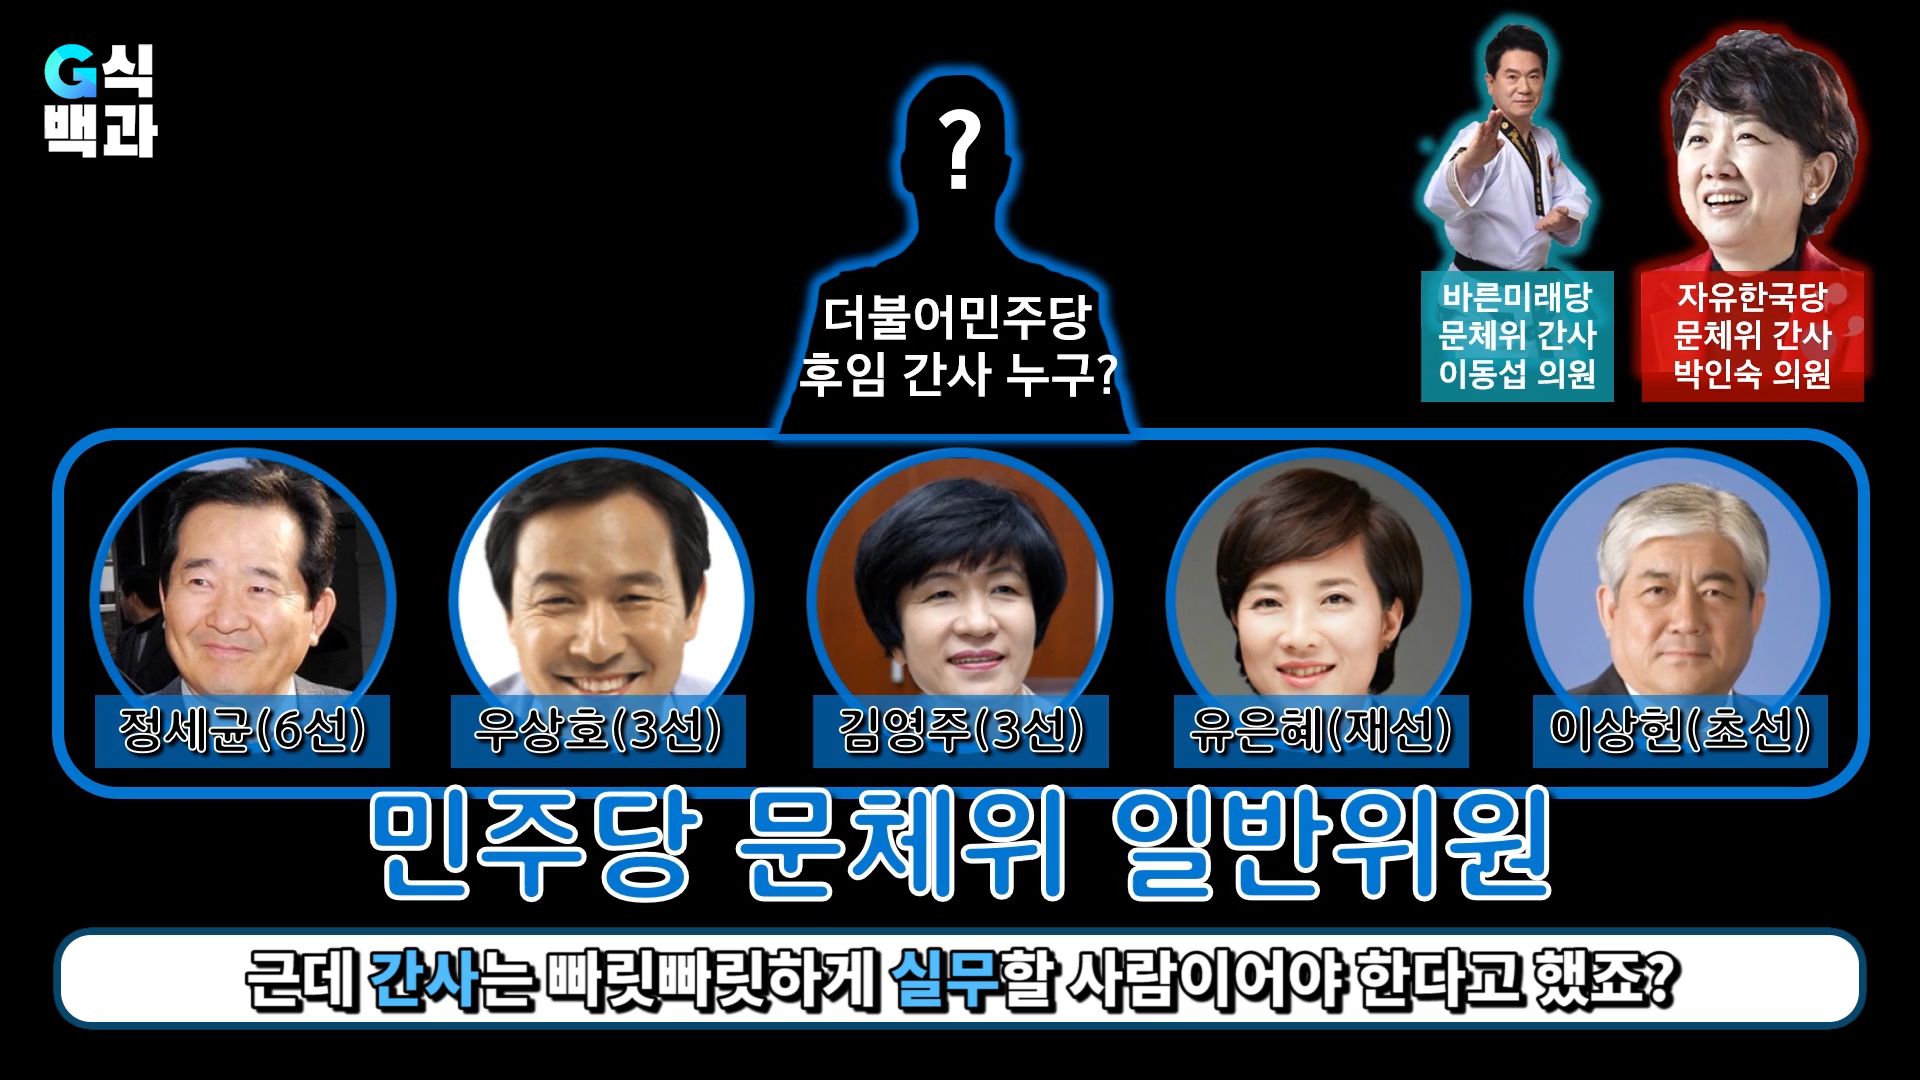 G식
백과
?
더불어민주당
후임 간사 누구?
바른미래당
문체위 간사
이동섭 의원
자유한국당
문체위 간사
박인숙 의원
정세균(6선)
우상호(3선)
김영주(3선)
유은혜(재선)
이상헌(초선)
민주당 문체위 일반위원
근데 간사는 빠릿빠릿하게 실무할 사람이어야 한다고 했죠?